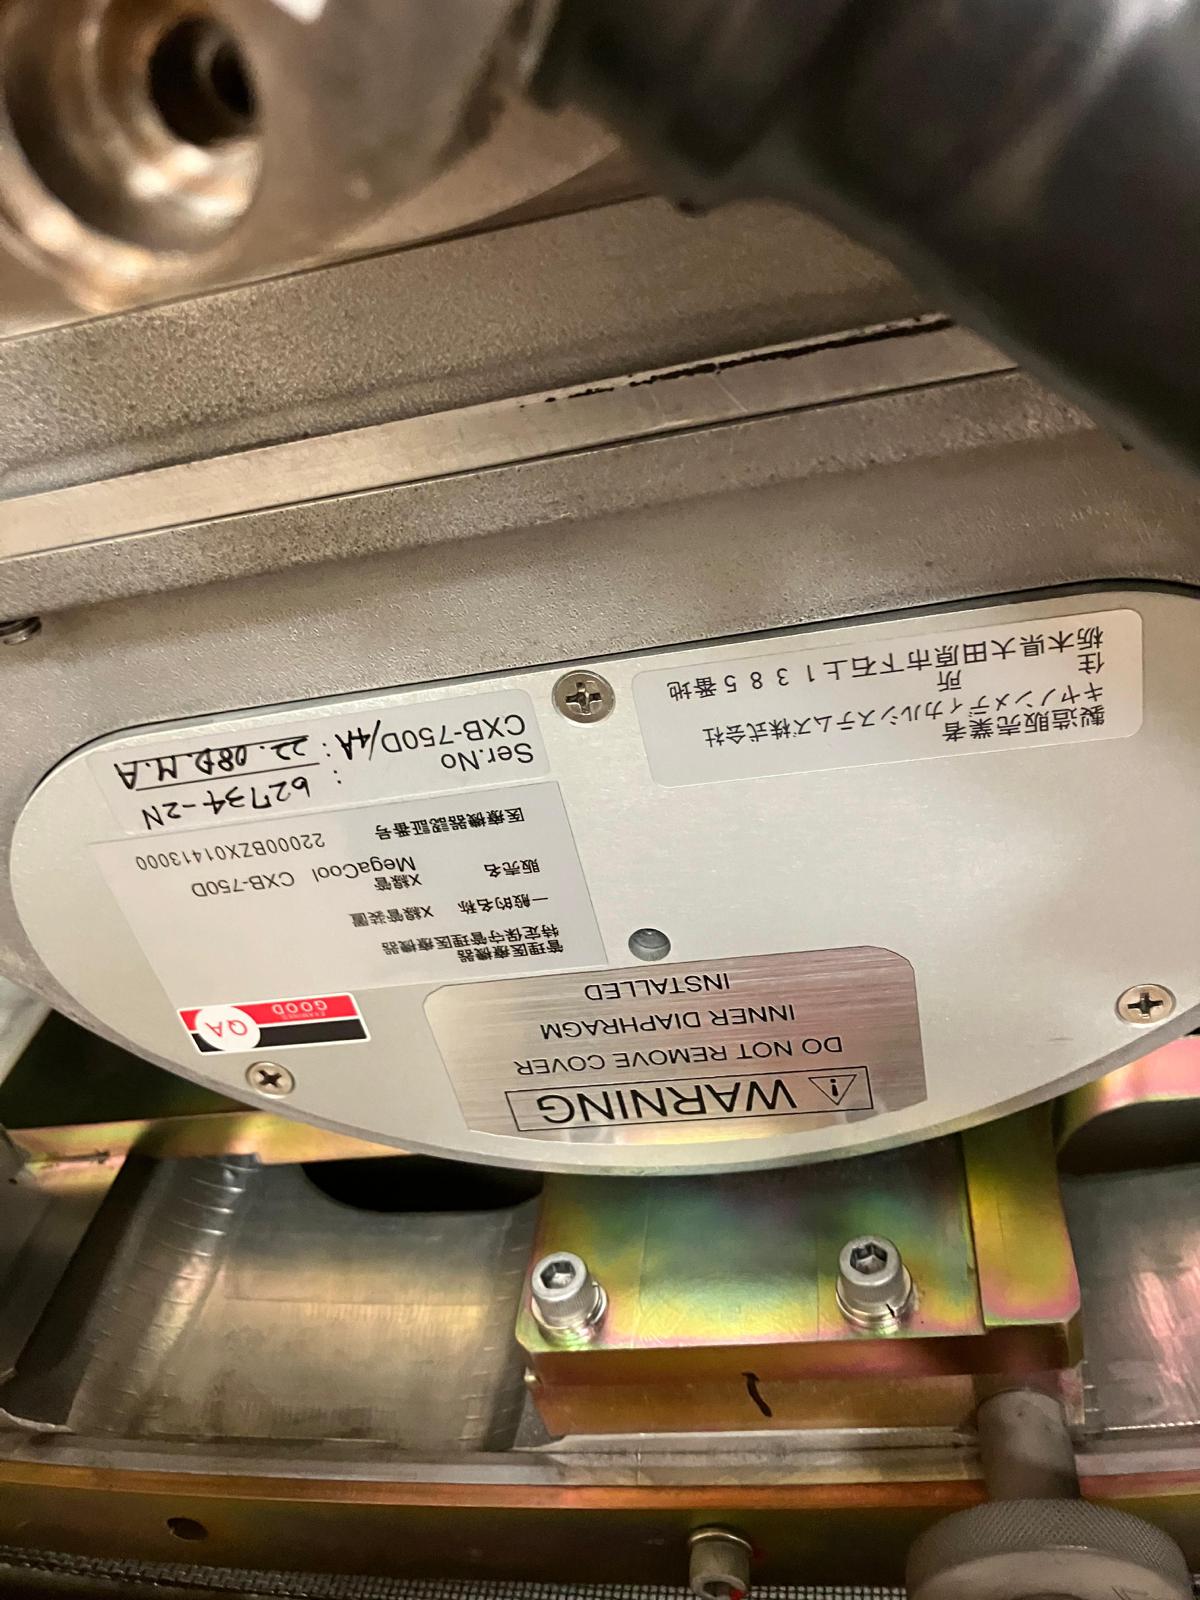 ⚠ WARNING
DO NOT REMOVE COVER
INNER DIAPHRAGM
INSTALLED
EXAMINED
GOOD
QA
管理医療機器
特定保守管理医療機器
一般的名称 X線管装置
販売名 X線管
MegaCool CXB-750D
医療機器認証番号 22000BZX01413000
Ser.No : 62734-2N
CXB-750D/4A : 22.08D.M.A
製造販売業者
キヤノンメディカルシステムズ株式会社
住所
栃木県大田原市下石上1385番地